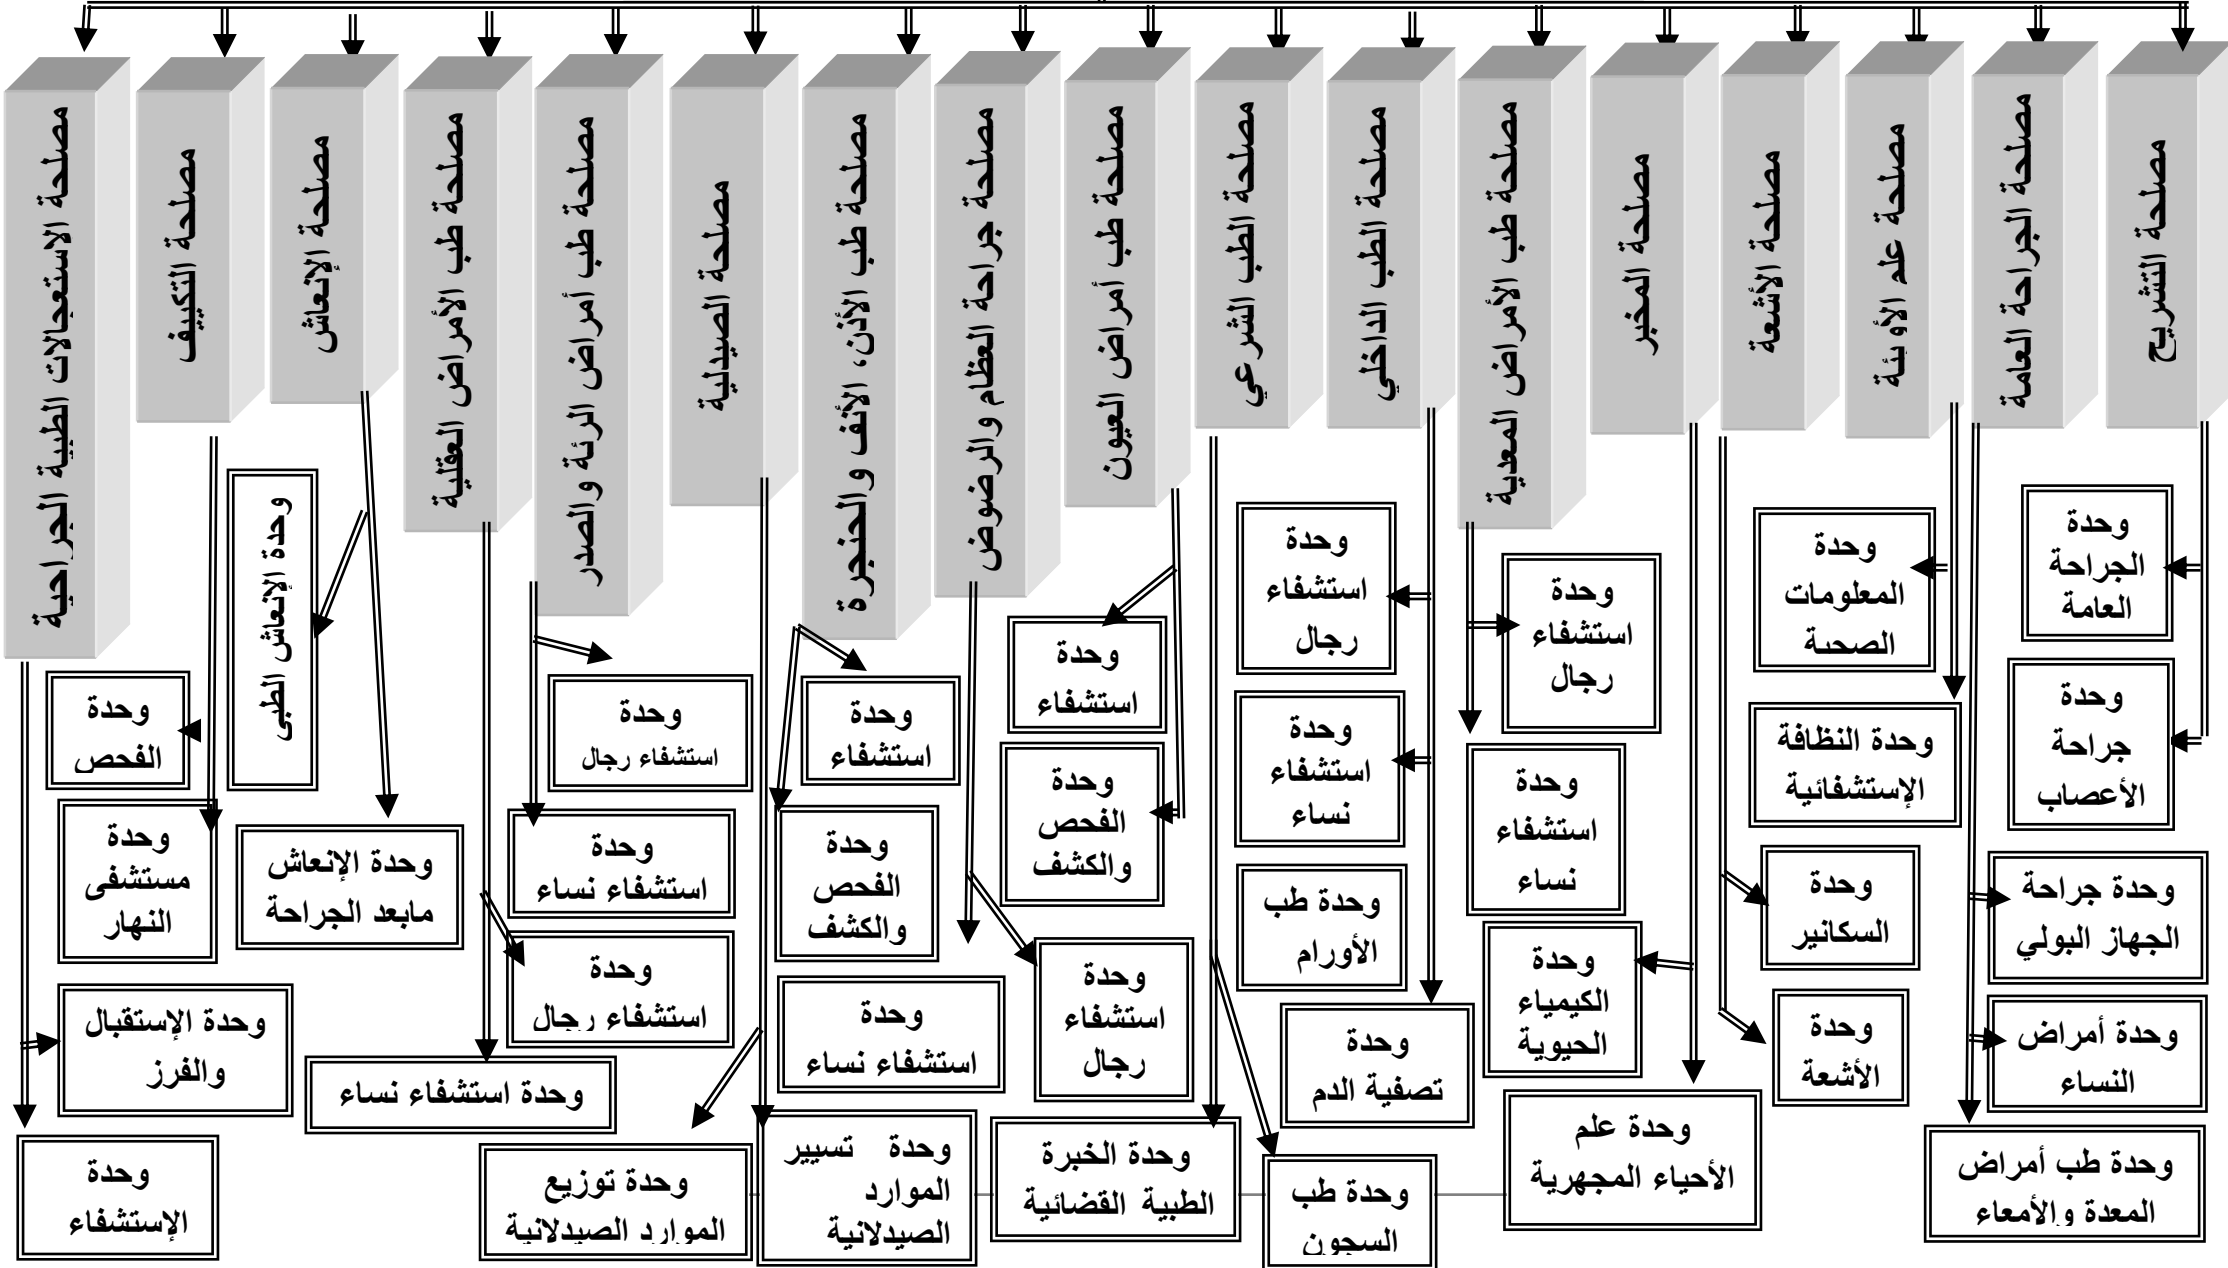 مصلحة التشريح
مصلحة الجراحة العامة
مصلحة علم الأوبئة
مصلحة الأشعة
مصلحة المخبر
مصلحة طب الأمراض المعدية
مصلحة الطب الداخلي
مصلحة الطب الشرعي
مصلحة طب أمراض العيون
مصلحة جراحة العظام والرضوض
مصلحة طب الأذن، الأنف والحنجرة
مصلحة الصيدلية
مصلحة طب أمراض الرئة والصدر
مصلحة طب الأمراض العقلية
مصلحة الإنعاش
مصلحة التكييف
مصلحة الاستعجالات الطبية الجراحية
وحدة
الجراحة
العامة
وحدة
جراحة
الأعصاب
وحدة جراحة
الجهاز البولي
وحدة أمراض
النساء
وحدة طب أمراض
المعدة والأمعاء
وحدة
المعلومات
الصحية
وحدة النظافة
الإستشفائية
وحدة
السكانير
وحدة
الأشعة
وحدة
استشفاء
رجال
وحدة
استشفاء
نساء
وحدة
الكيمياء
الحيوية
وحدة علم
الأحياء المجهرية
وحدة
استشفاء
رجال
وحدة
استشفاء
نساء
وحدة طب
الأورام
وحدة
تصفية الدم
وحدة طب
السجون
وحدة الخبرة
الطبية القضائية
وحدة
استشفاء
وحدة
الفحص
والكشف
وحدة
استشفاء
رجال
وحدة
استشفاء نساء
وحدة
استشفاء
وحدة
الفحص
والكشف
وحدة تسيير
الموارد
الصيدلانية
وحدة توزيع
الموارد الصيدلانية
وحدة
استشفاء رجال
وحدة
استشفاء نساء
وحدة
استشفاء رجال
وحدة استشفاء نساء
وحدة الإنعاش الطبي
وحدة الإنعاش
مابعد الجراحة
وحدة
الفحص
وحدة
مستشفى
النهار
وحدة الإستقبال
والفرز
وحدة
الإستشفاء